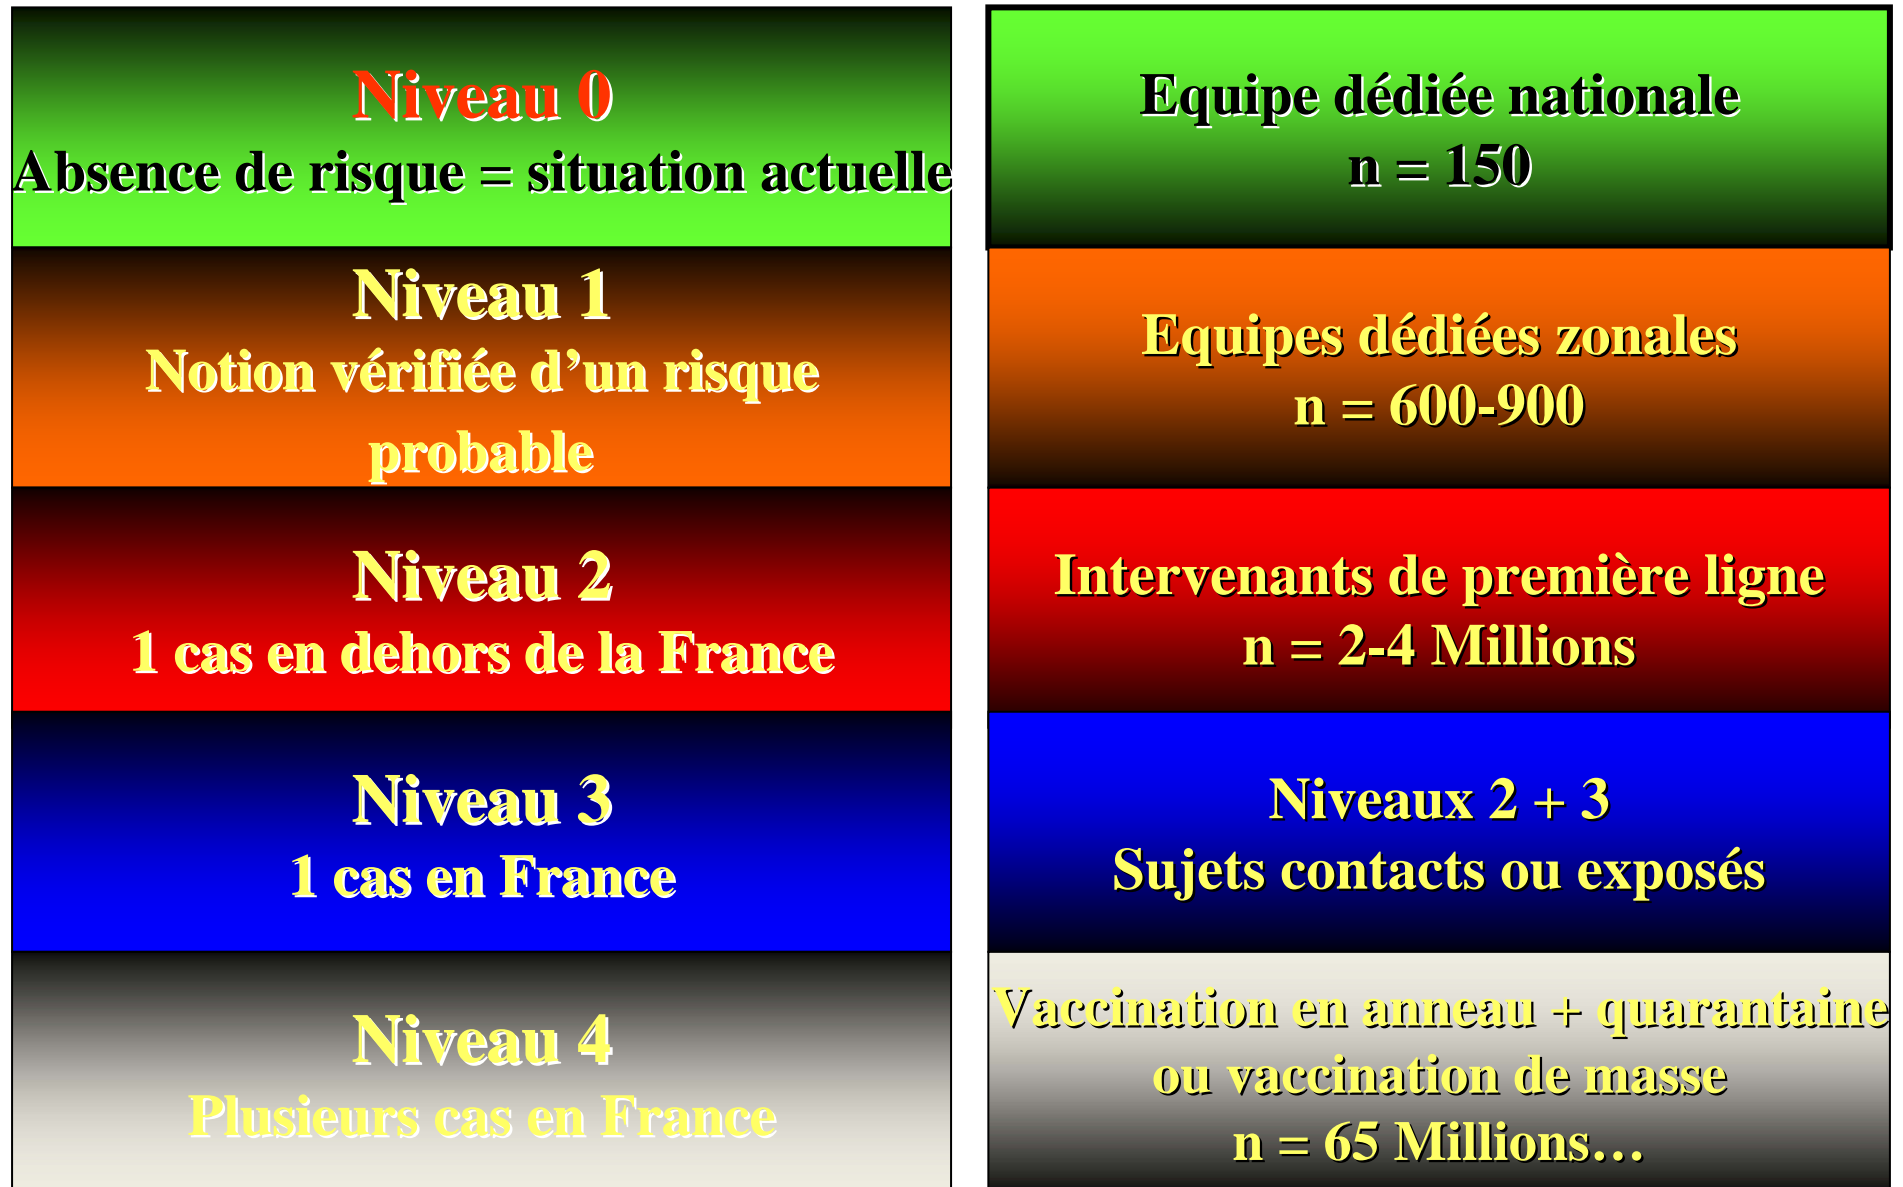 Niveau 0
Absence de risque = situation actuelle
Equipe dédiée nationale
n = 150
Niveau 1
Notion vérifiée d’un risque
probable
Equipes dédiées zonales
n = 600-900
Niveau 2
1 cas en dehors de la France
Intervenants de première ligne
n = 2-4 Millions
Niveau 3
1 cas en France
Niveaux 2 + 3
Sujets contacts ou exposés
Niveau 4
Plusieurs cas en France
Vaccination en anneau + quarantaine
ou vaccination de masse
n = 65 Millions…